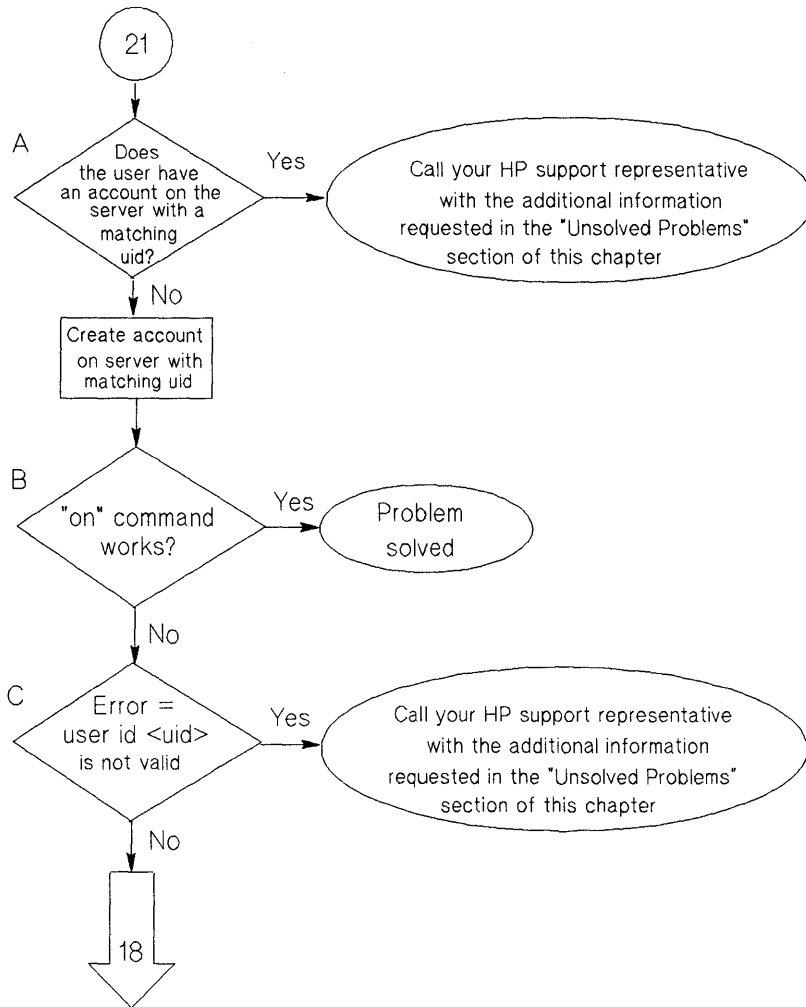 21
A
Does
the user have
an account on the
server with a
matching
uid?
Yes
Call your HP support representative
with the additional information
requested in the "Unsolved Problems"
section of this chapter
No
Create account
on server with
matching uid
B
"on" command
works?
Yes
Problem
solved
No
C
Error =
user id <uid>
is not valid
Yes
Call your HP support representative
with the additional information
requested in the "Unsolved Problems"
section of this chapter
No
18